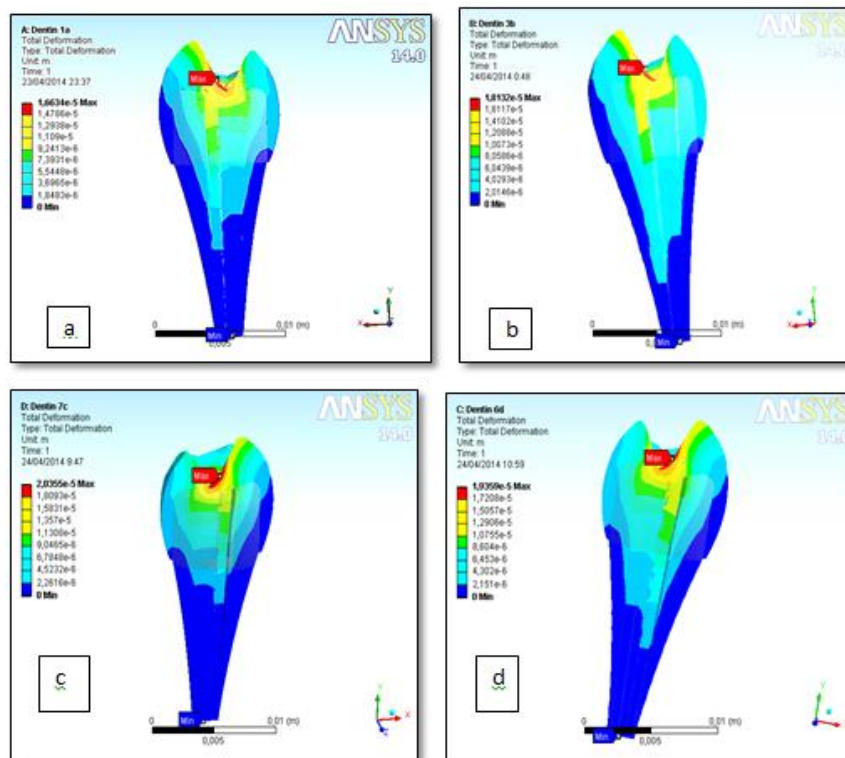 A: Dentin 1a
Total Deformation
Type: Total Deformation
Unit: m
Time: 1
23/04/2014 23:37
1,6634e-5 Max
1,4786e-5
1,2938e-5
1,109e-5
9,2413e-6
7,3931e-6
5,5448e-6
3,6965e-6
1,8483e-6
0 Min
ANSYS
14.0
Max
a
Min
0
0,01 (m)
0,005
Y
X
B: Dentin 3b
Total Deformation
Type: Total Deformation
Unit: m
Time: 1
24/04/2014 0:48
1,8132e-5 Max
1,8117e-5
1,4102e-5
1,2088e-5
1,0073e-5
8,0586e-6
6,0439e-6
4,0293e-6
2,0146e-6
0 Min
ANSYS
14.0
Max
b
Min
0
0,01 (m)
Y
X
D: Dentin 7c
Total Deformation
Type: Total Deformation
Unit: m
Time: 1
24/04/2014 9:47
2,0355e-5 Max
1,8093e-5
1,5831e-5
1,357e-5
1,1308e-5
9,0465e-6
6,7848e-6
4,5232e-6
2,2616e-6
0 Min
ANSYS
14.0
Max
c
Min
0
0,01 (m)
0,005
Y
X
Z
C: Dentin 6d
Total Deformation
Type: Total Deformation
Unit: m
Time: 1
24/04/2014 10:59
1,9359e-5 Max
1,7208e-5
1,5057e-5
1,2906e-5
1,0755e-5
8,604e-6
6,453e-6
4,302e-6
2,151e-6
0 Min
ANSYS
Max
d
Min
0
0,01 (m)
0,005
Y
X